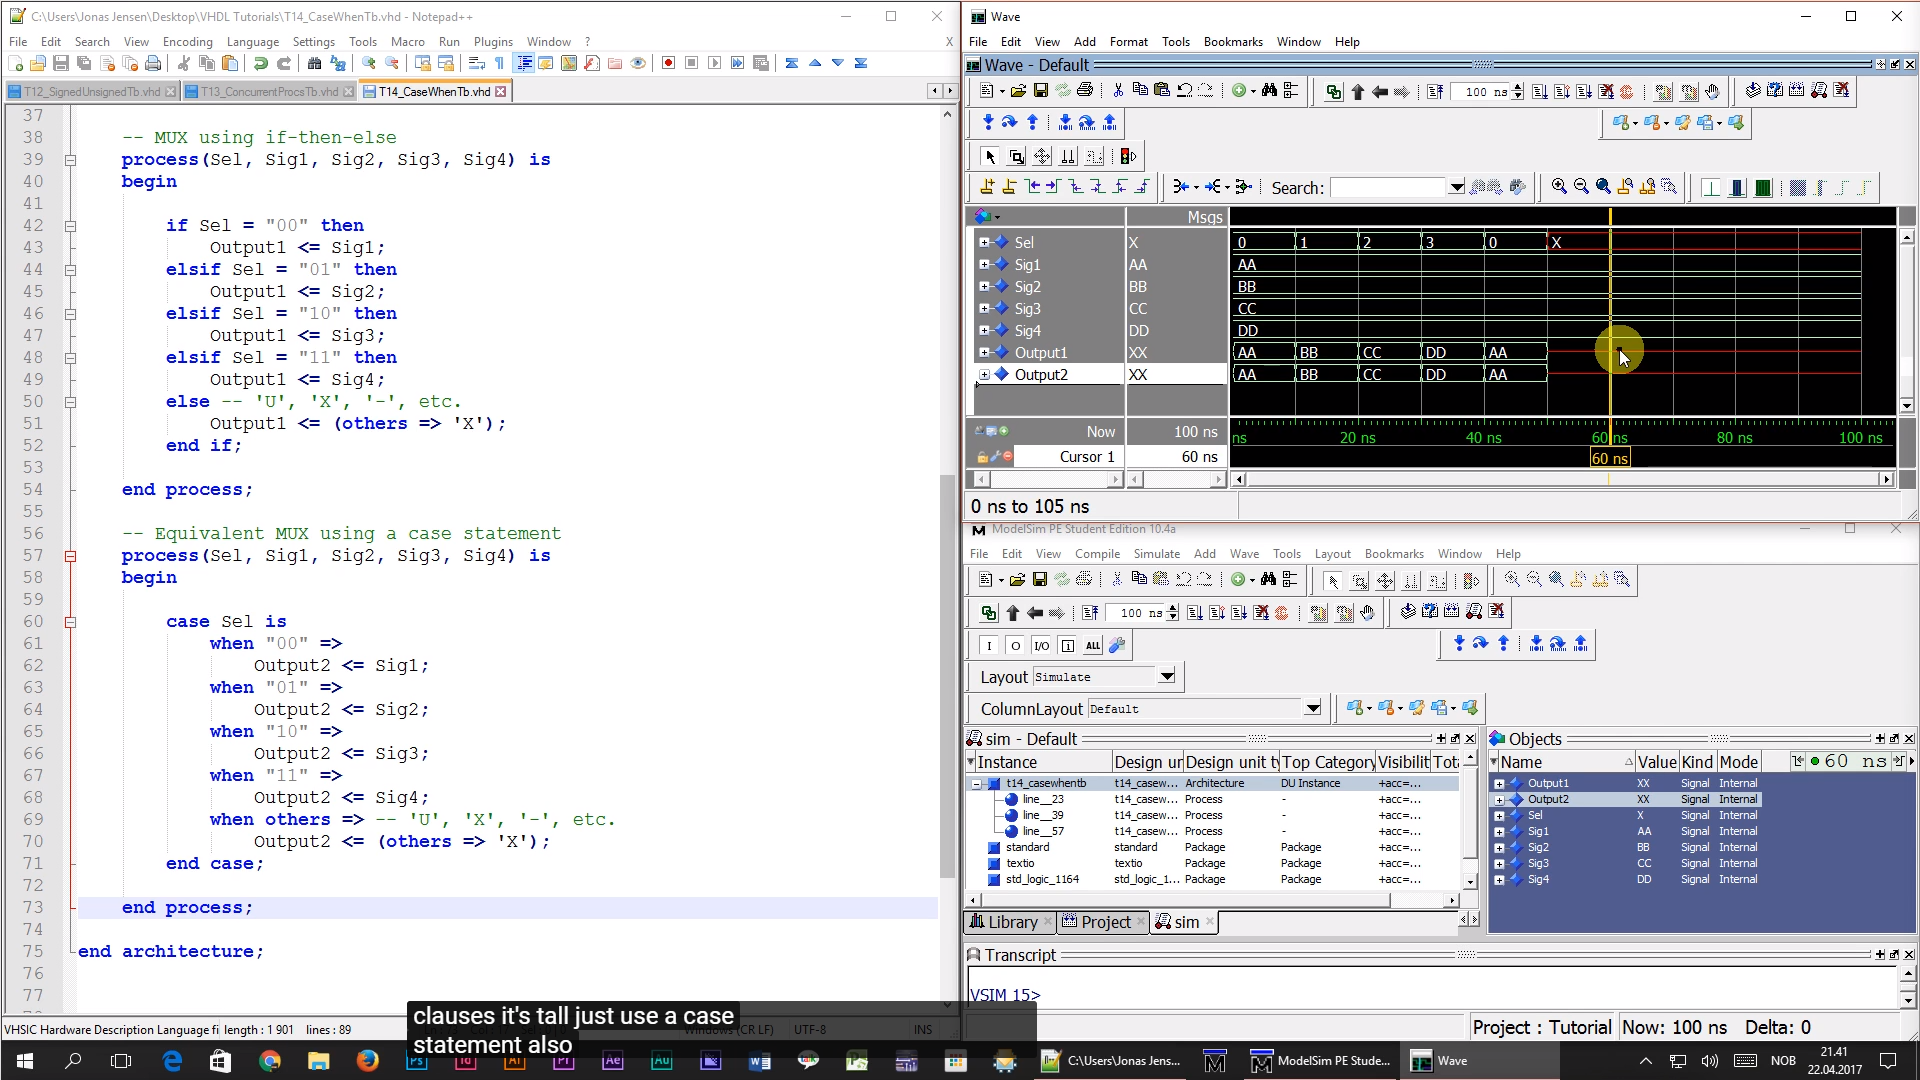 C:\Users\Jonas Jensen\Desktop\VHDL Tutorials\T14_CaseWhenTb.vhd - Notepad++
File Edit Search View Encoding Language Settings Tools Macro Run Plugins Window ? X
T12_SignedUnsignedTb.vhd T13_ConcurrentProcsTb.vhd T14_CaseWhenTb.vhd
37
38 -- MUX using if-then-else
39 process(Sel, Sig1, Sig2, Sig3, Sig4) is
40 begin
41
42 if Sel = "00" then
43 Output1 <= Sig1;
44 elsif Sel = "01" then
45 Output1 <= Sig2;
46 elsif Sel = "10" then
47 Output1 <= Sig3;
48 elsif Sel = "11" then
49 Output1 <= Sig4;
50 else -- 'U', 'X', '-', etc.
51 Output1 <= (others => 'X');
52 end if;
53
54 end process;
55
56 -- Equivalent MUX using a case statement
57 process(Sel, Sig1, Sig2, Sig3, Sig4) is
58 begin
59
60 case Sel is
61 when "00" =>
62 Output2 <= Sig1;
63 when "01" =>
64 Output2 <= Sig2;
65 when "10" =>
66 Output2 <= Sig3;
67 when "11" =>
68 Output2 <= Sig4;
69 when others => -- 'U', 'X', '-', etc.
70 Output2 <= (others => 'X');
71 end case;
72
73 end process;
74
75 end architecture;
76
77
VHSIC Hardware Description Language fi length : 1 901 lines : 89 Windows (CR LF) UTF-8 INS
clauses it's tall just use a case
statement also
Wave
File Edit View Add Format Tools Bookmarks Window Help
Wave - Default
100 ns
Search:
Msgs
Sel X 0 1 2 3 0 X
Sig1 AA AA
Sig2 BB BB
Sig3 CC CC
Sig4 DD DD
Output1 XX AA BB CC DD AA
Output2 XX AA BB CC DD AA
Now 100 ns ns 20 ns 40 ns 60 ns 80 ns 100 ns
Cursor 1 60 ns 60 ns
0 ns to 105 ns
ModelSim PE Student Edition 10.4a
File Edit View Compile Simulate Add Wave Tools Layout Bookmarks Window Help
100 ns
I O I/O i ALL
Layout Simulate
ColumnLayout Default
sim - Default
Instance Design ur Design unit ty Top Category Visibilit Tot
t14_casewhentb t14_casew... Architecture DU Instance +acc=...
line__23 t14_casew... Process - +acc=...
line__39 t14_casew... Process - +acc=...
line__57 t14_casew... Process - +acc=...
standard standard Package Package +acc=...
textio textio Package Package +acc=...
std_logic_1164 std_logic_1... Package Package +acc=...
Library Project sim
Objects
Name Value Kind Mode 60 ns
Output1 XX Signal Internal
Output2 XX Signal Internal
Sel X Signal Internal
Sig1 AA Signal Internal
Sig2 BB Signal Internal
Sig3 CC Signal Internal
Sig4 DD Signal Internal
Transcript
VSIM 15>
Project : Tutorial Now: 100 ns Delta: 0
Ps Id Ai Pr Ae Au C:\Users\Jonas Jens... ModelSim PE Stude... Wave NOB 21.41
22.04.2017